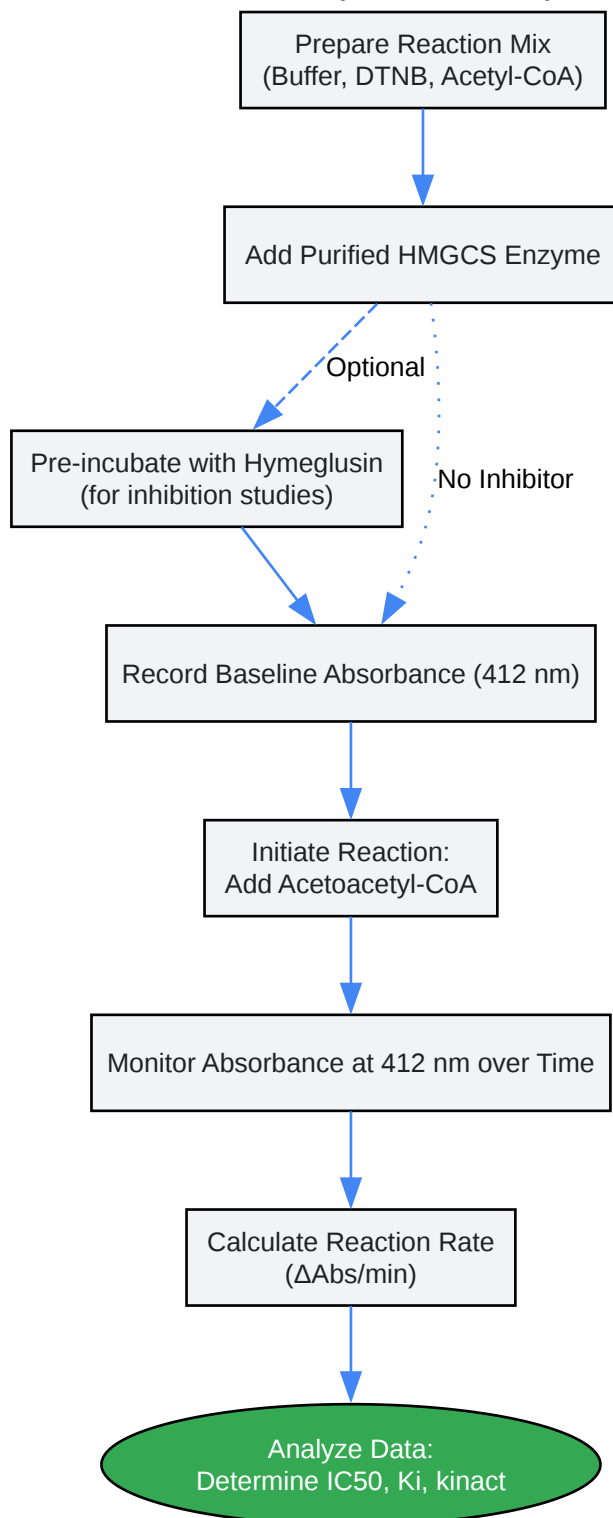 Prepare Reaction Mix
(Buffer, DTNB, Acetyl-CoA)
Add Purified HMGCS Enzyme
Optional
Pre-incubate with Hymeglusin
(for inhibition studies)
No Inhibitor
Record Baseline Absorbance (412 nm)
Initiate Reaction:
Add Acetoacetyl-CoA
Monitor Absorbance at 412 nm over Time
Calculate Reaction Rate
(ΔAbs/min)
Analyze Data:
Determine IC50, Ki, kinact